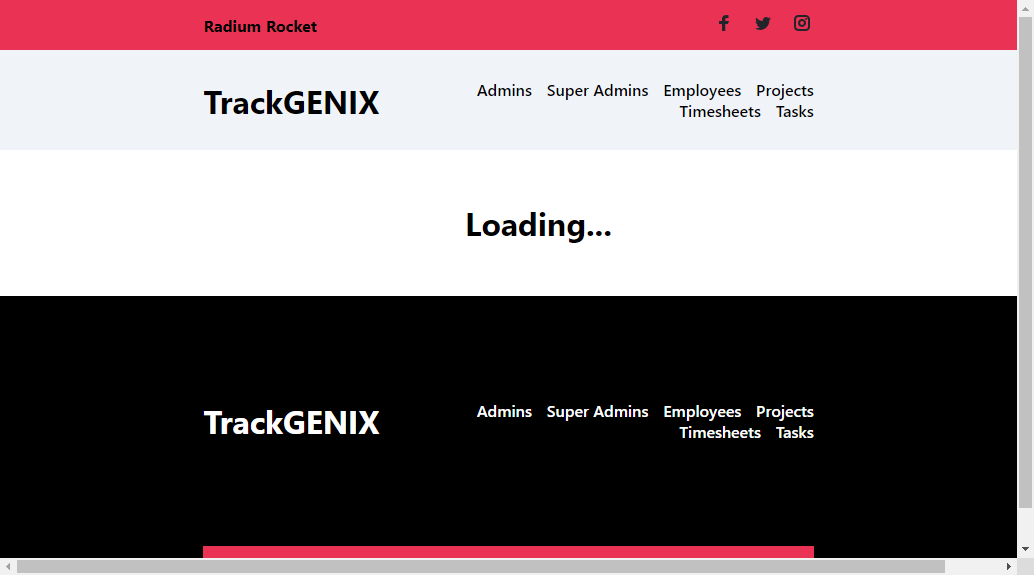 Radium Rocket
TrackGENIX
Admins Super Admins Employees Projects
Timesheets Tasks
Loading...
TrackGENIX
Admins Super Admins Employees Projects
Timesheets Tasks